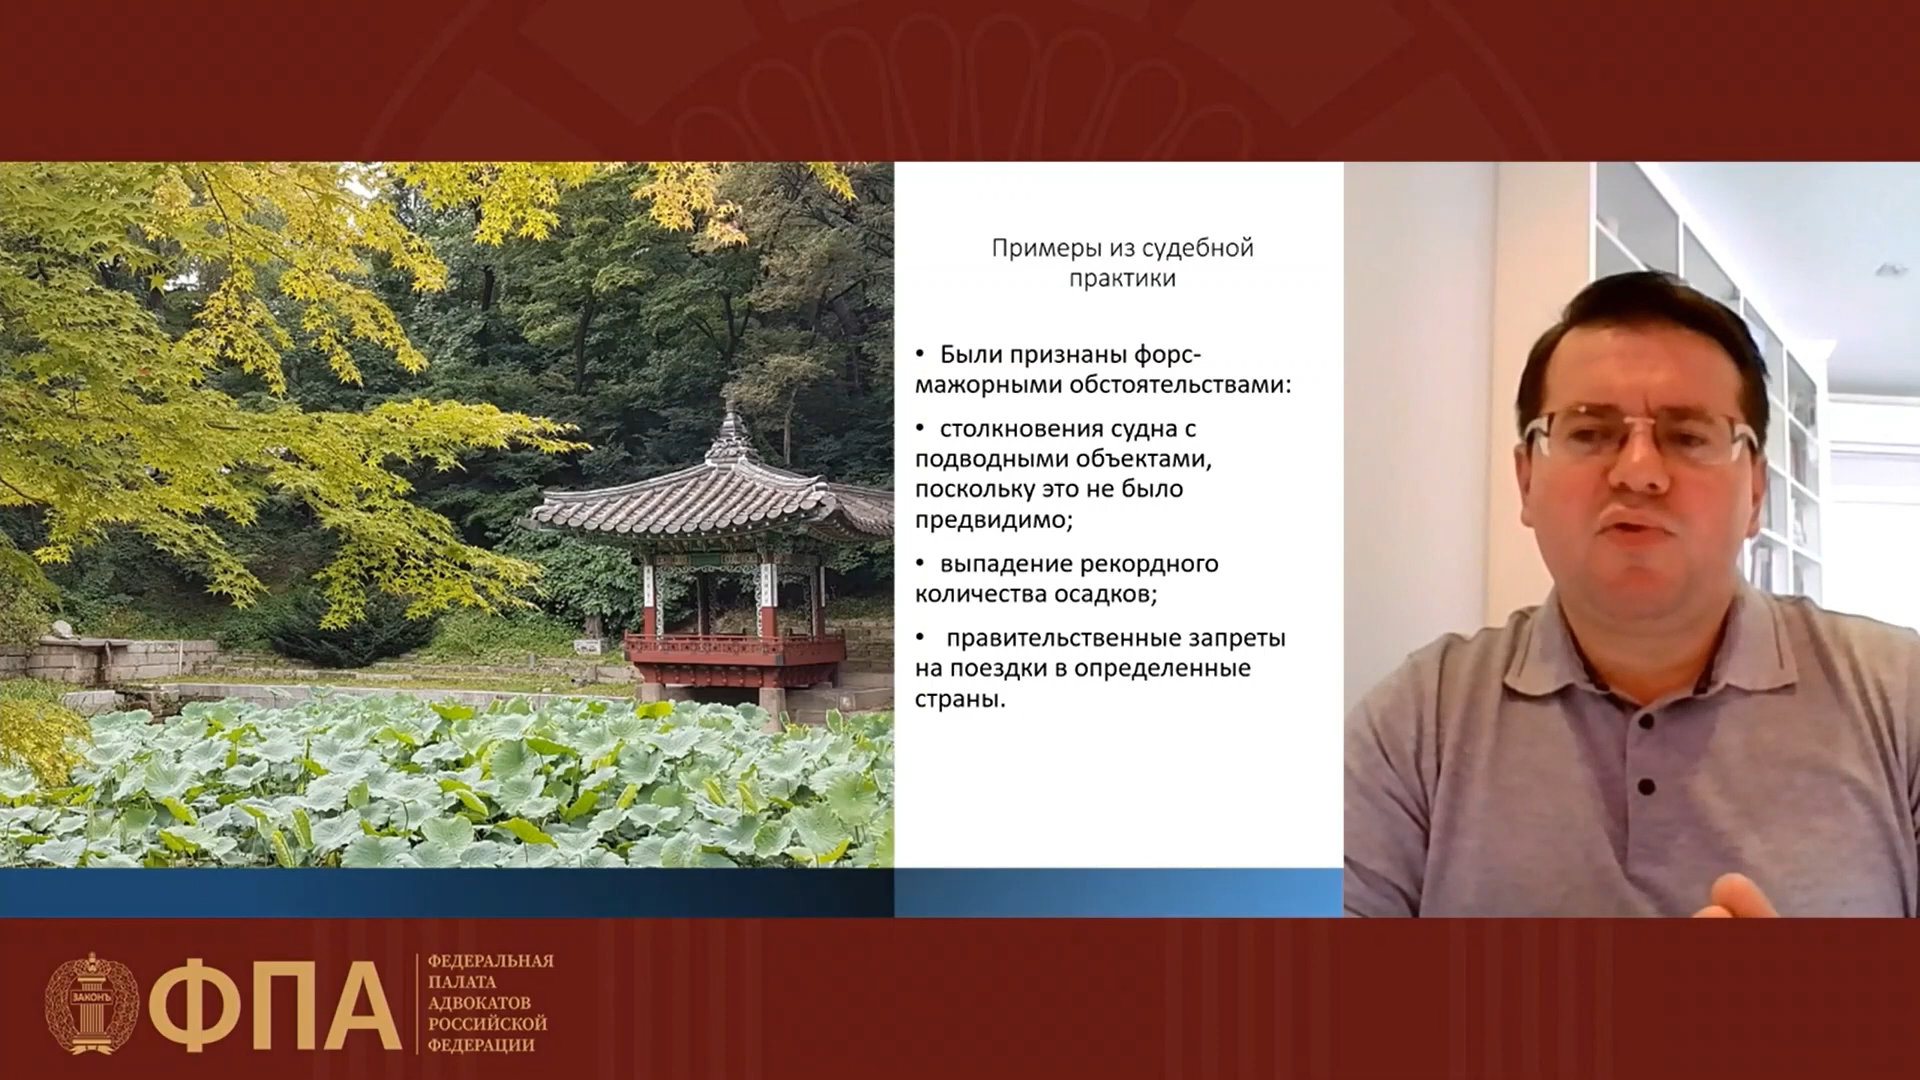 Примеры из судебной
практики
• Были признаны форс-
мажорными обстоятельствами:
• столкновения судна с
подводными объектами,
поскольку это не было
предвидимо;
• выпадение рекордного
количества осадков;
• правительственные запреты
на поездки в определенные
страны.
ЗАКОНЪ
ФПА
ФЕДЕРАЛЬНАЯ
ПАЛАТА
АДВОКАТОВ
РОССИЙСКОЙ
ФЕДЕРАЦИИ